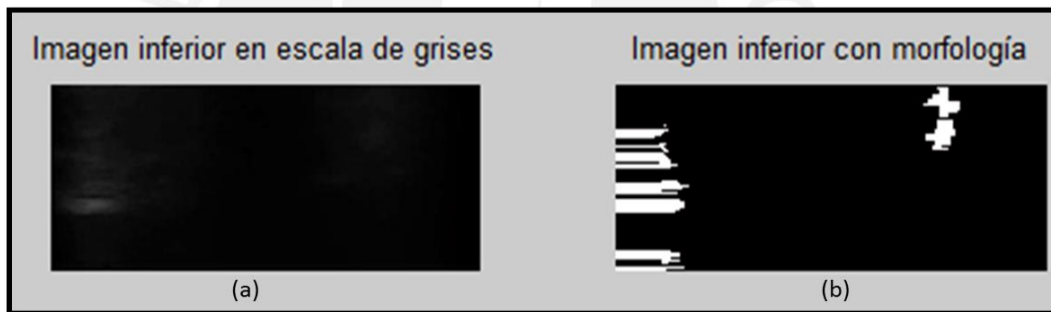 Imagen inferior en escala de grises
Imagen inferior con morfología
(a)
(b)